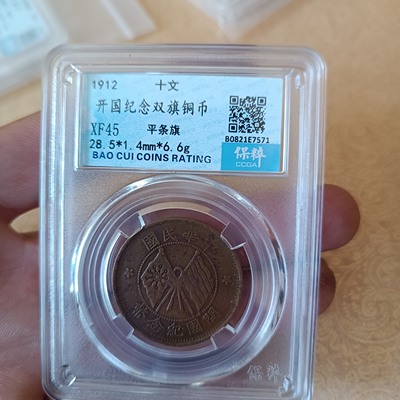 1912 十文
开国纪念双旗铜币
XF45 平条旗
28.5*1.4mm*6.6g
BAO CUI COINS RATING
B0821E7571
保粹
CCGA
中華民國
開國紀念幣
保粹